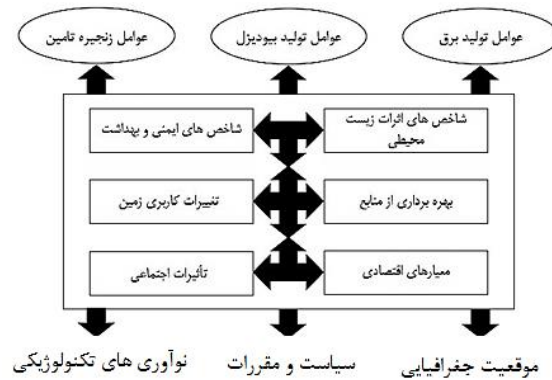 عوامل تولید برق
عوامل تولید بیودیزل
عوامل زنجیره تامین
شاخص های اثرات زیست
محیطی
شاخص های ایمنی و بهداشت
بهره برداری از منابع
تغییرات کاربری زمین
معیارهای اقتصادی
تأثیرات اجتماعی
موقعیت جغرافیایی
سیاست و مقررات
نوآوری های تکنولوژیکی